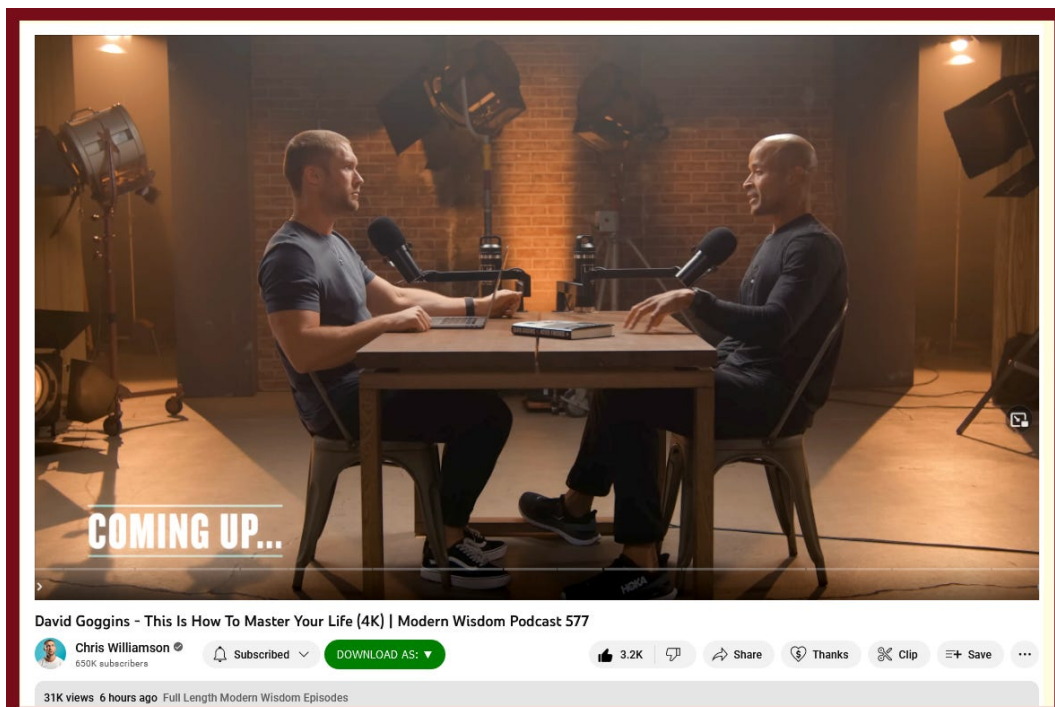 COMING UP...
HOKA
David Goggins - This Is How To Master Your Life (4K) | Modern Wisdom Podcast 577
Chris Williamson
650K subscribers
Subscribed
DOWNLOAD AS: ▼
3.2K
Share
Thanks
Clip
Save
...
31K views 6 hours ago Full Length Modern Wisdom Episodes